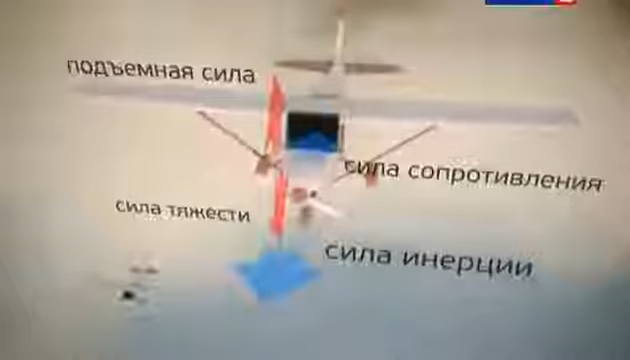 подъемная сила
сила сопротивления
сила тяжести
сила инерции